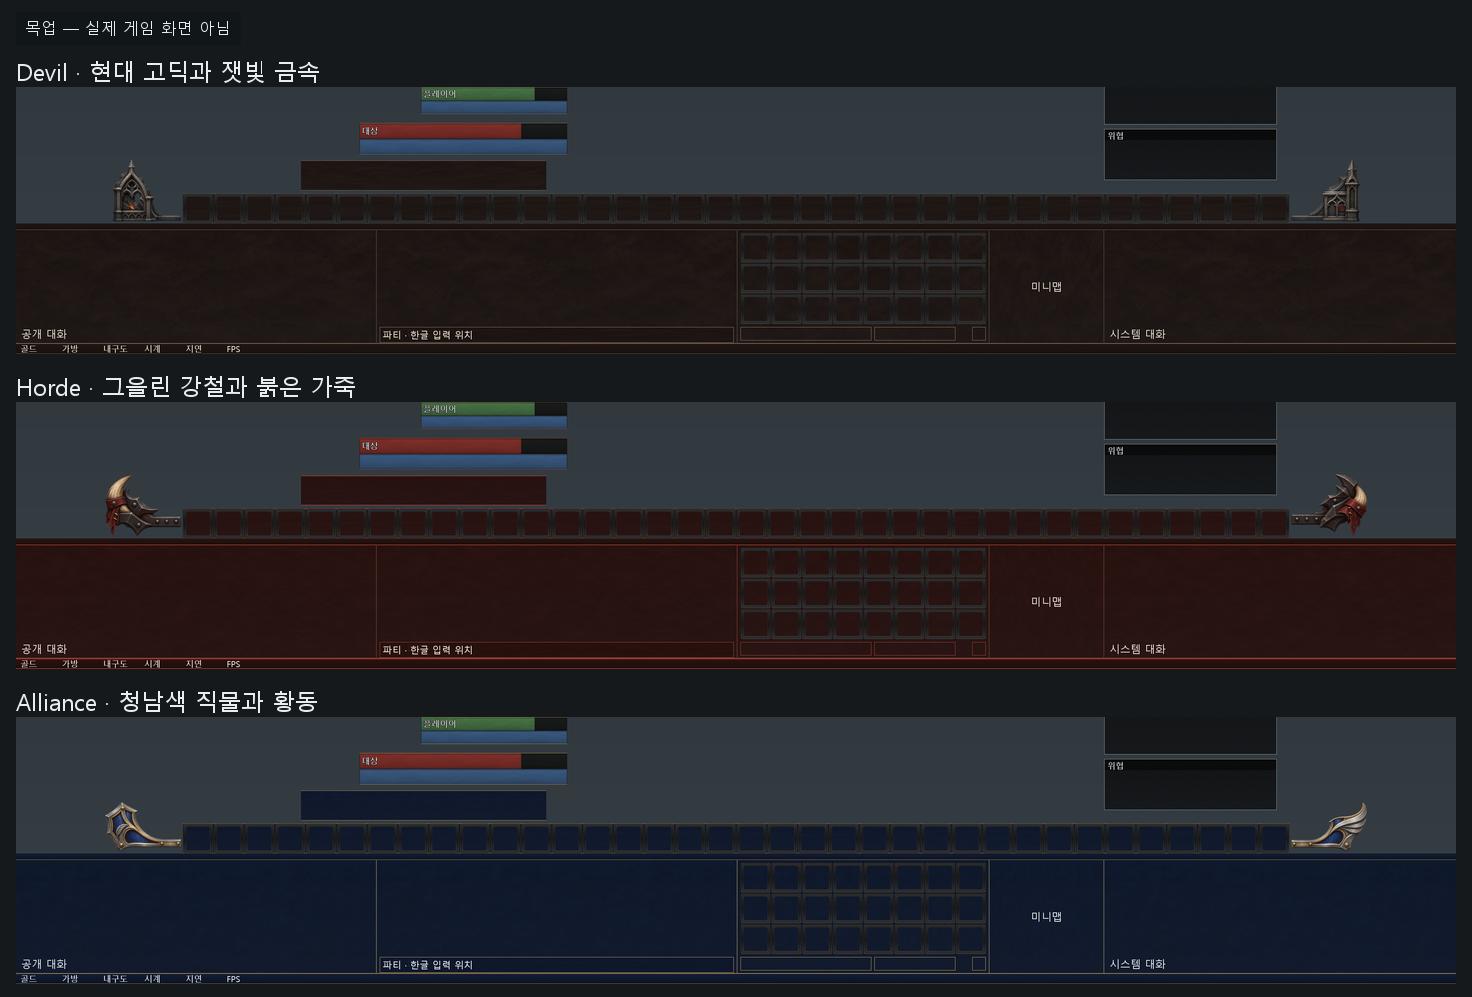 목업 — 실제 게임 화면 아님
Devil · 현대 고딕과 잿빛 금속
플레이어
대상
위협
미니맵
공개 대화
파티 · 한글 입력 위치
시스템 대화
골드 가방 내구도 시계 지연 FPS
Horde · 그을린 강철과 붉은 가죽
플레이어
대상
위협
미니맵
공개 대화
파티 · 한글 입력 위치
시스템 대화
골드 가방 내구도 시계 지연 FPS
Alliance · 청남색 직물과 황동
플레이어
대상
위협
미니맵
공개 대화
파티 · 한글 입력 위치
시스템 대화
골드 가방 내구도 시계 지연 FPS